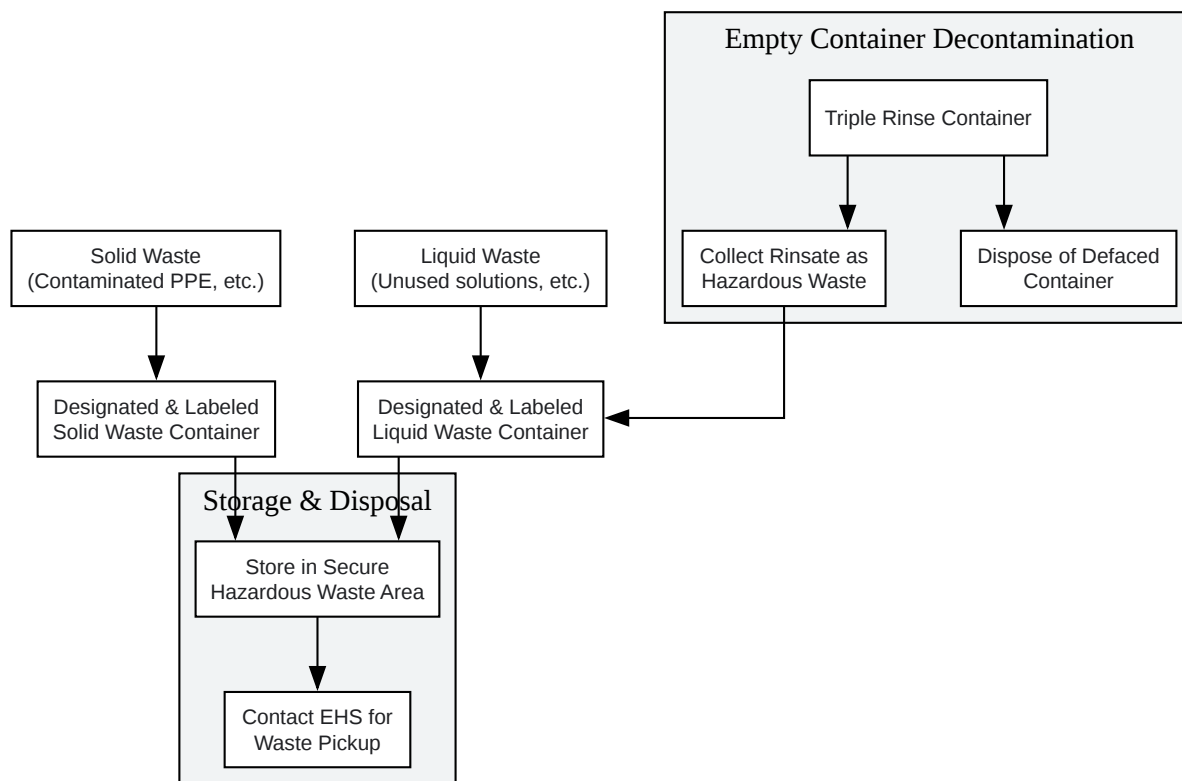 Empty Container Decontamination
Triple Rinse Container
Solid Waste
(Contaminated PPE, etc.)
Liquid Waste
(Unused solutions, etc.)
Collect Rinsate as
Hazardous Waste
Dispose of Defaced
Container
Designated & Labeled
Solid Waste Container
Designated & Labeled
Liquid Waste Container
Storage & Disposal
Store in Secure
Hazardous Waste Area
Contact EHS for
Waste Pickup